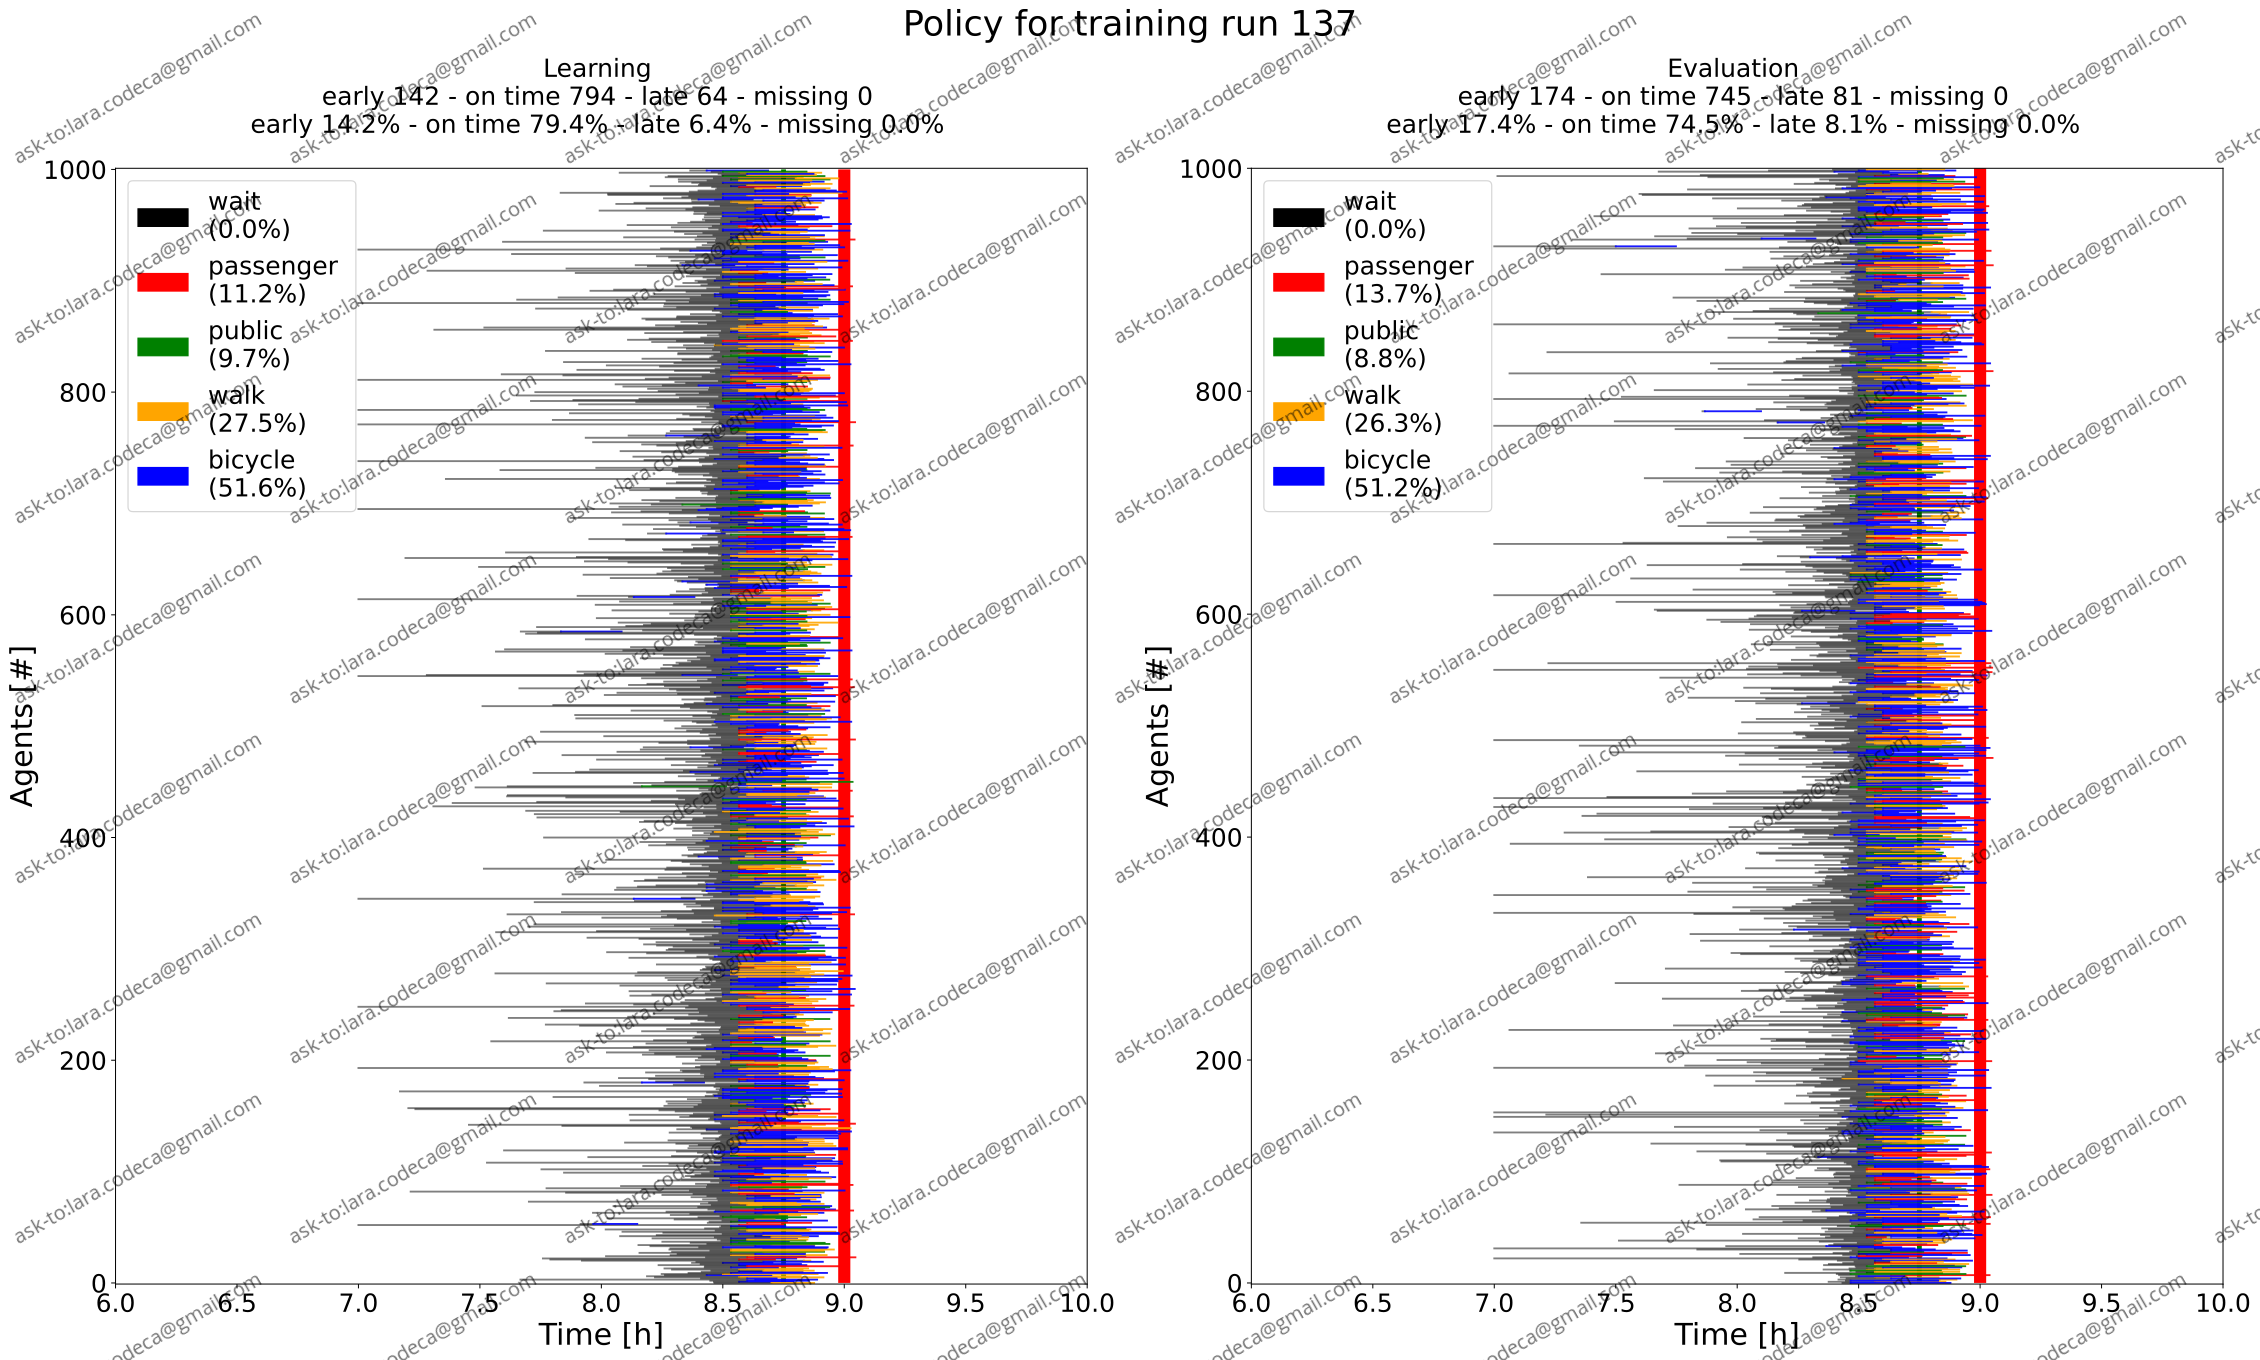 Policy for training run 137
Learning
early 142 - on time 794 - late 64 - missing 0
early 14.2% - on time 79.4% - late 6.4% - missing 0.0%
1000
800
600
400
200
0
Agents [#]
wait
(0.0%)
passenger
(11.2%)
public
(9.7%)
walk
(27.5%)
bicycle
(51.6%)
6.0 6.5 7.0 7.5 8.0 8.5 9.0 9.5 10.0
Time [h]
Evaluation
early 174 - on time 745 - late 81 - missing 0
early 17.4% - on time 74.5% - late 8.1% - missing 0.0%
1000
800
600
400
200
0
Agents [#]
wait
(0.0%)
passenger
(13.7%)
public
(8.8%)
walk
(26.3%)
bicycle
(51.2%)
6.0 6.5 7.0 7.5 8.0 8.5 9.0 9.5 10.0
Time [h]
ask-to:lara.codeca@gmail.com